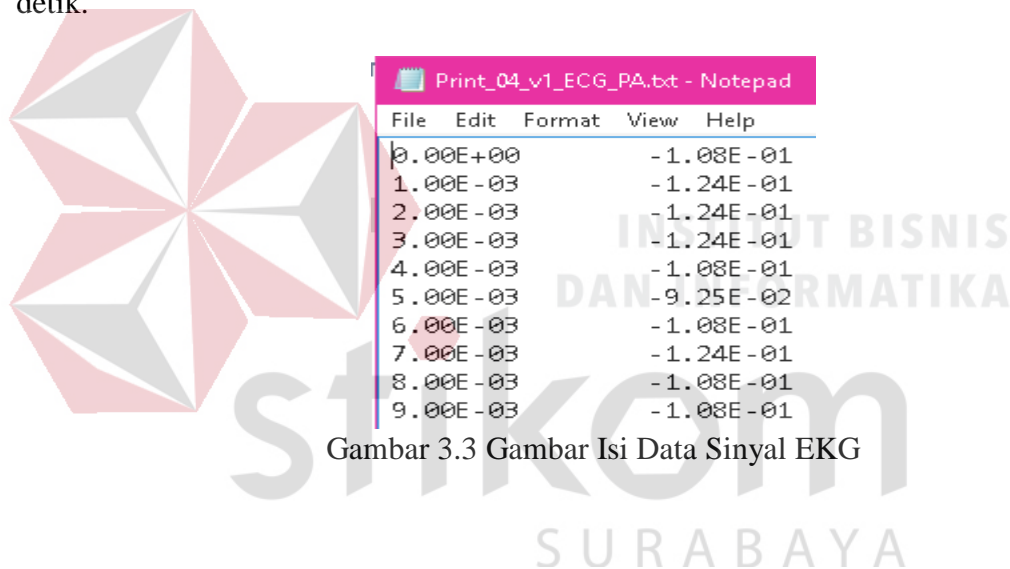 detik.
Print_04_v1_ECG_PA.txt - Notepad
File Edit Format View Help
0.00E+00 -1.08E-01
1.00E-03 -1.24E-01
2.00E-03 -1.24E-01
3.00E-03 -1.24E-01
4.00E-03 -1.08E-01
5.00E-03 -9.25E-02
6.00E-03 -1.08E-01
7.00E-03 -1.24E-01
8.00E-03 -1.08E-01
9.00E-03 -1.08E-01
INSTITUT BISNIS
DAN INFORMATIKA
stikom
SURABAYA
Gambar 3.3 Gambar Isi Data Sinyal EKG